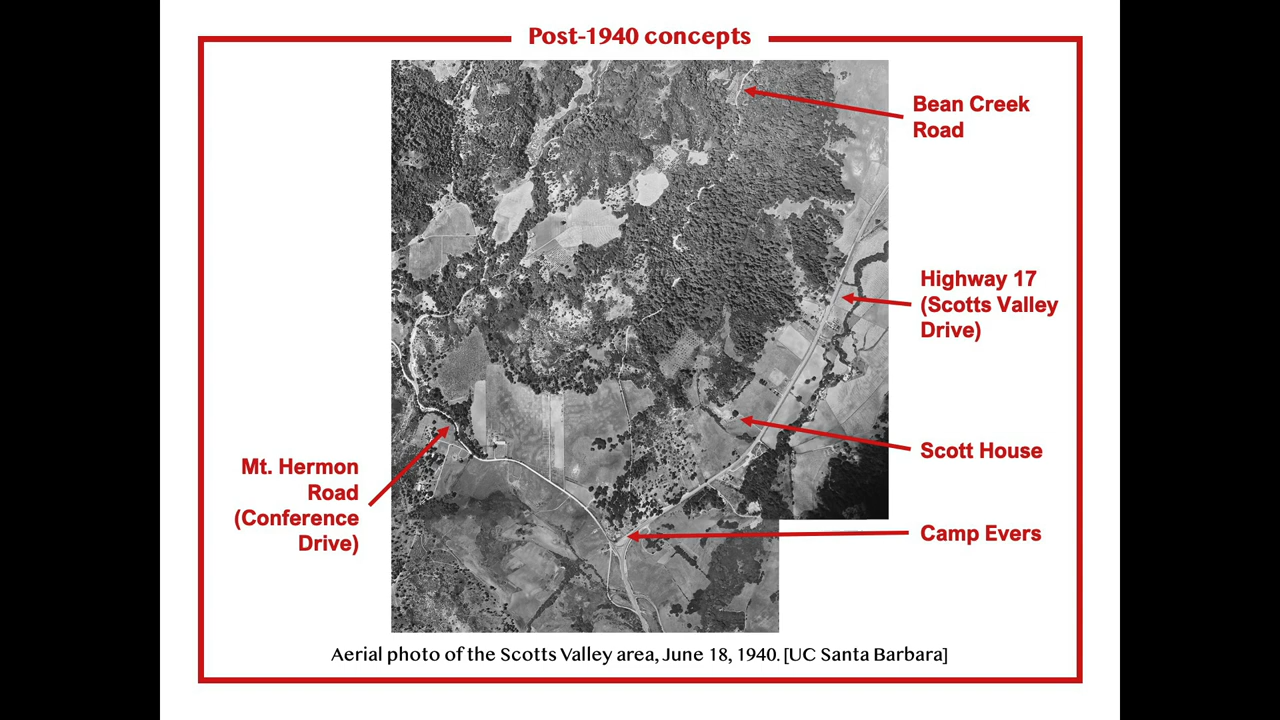 Post-1940 concepts
Bean Creek
Road
Highway 17
(Scotts Valley
Drive)
Scott House
Mt. Hermon
Road
(Conference
Drive)
Camp Evers
Aerial photo of the Scotts Valley area, June 18, 1940. [UC Santa Barbara]